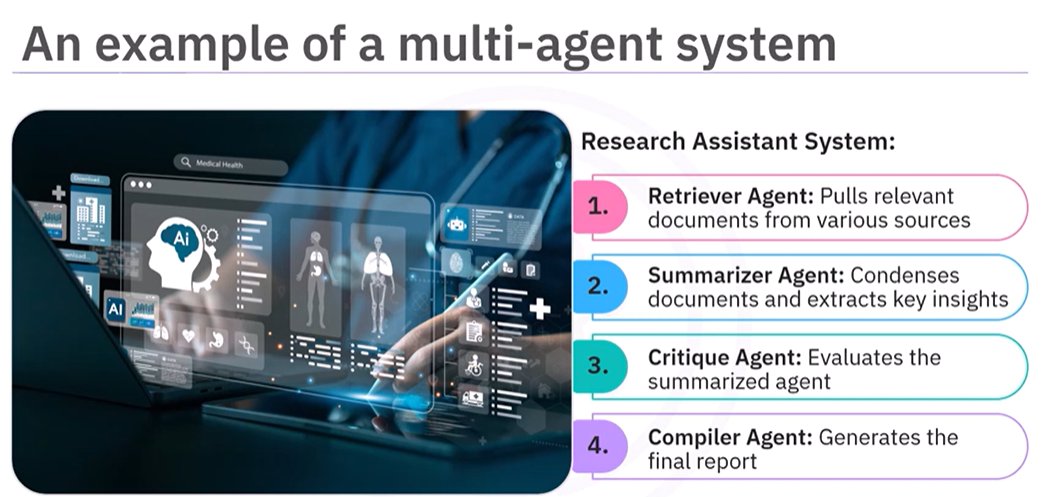 An example of a multi-agent system
Medical Health
Download...
Ai
AI
DATA
Research Assistant System:
1.
Retriever Agent: Pulls relevant
documents from various sources
2.
Summarizer Agent: Condenses
documents and extracts key insights
3.
Critique Agent: Evaluates the
summarized agent
4.
Compiler Agent: Generates the
final report